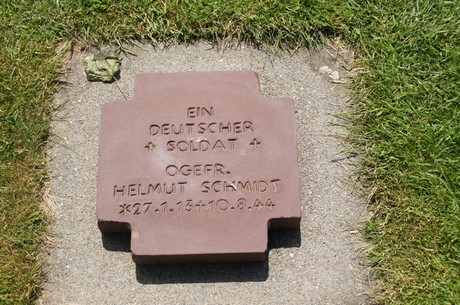 EIN
DEUTSCHER
+ SOLDAT +
OGEFR.
HELMUT SCHMIDT
*27.1.13+10.8.44